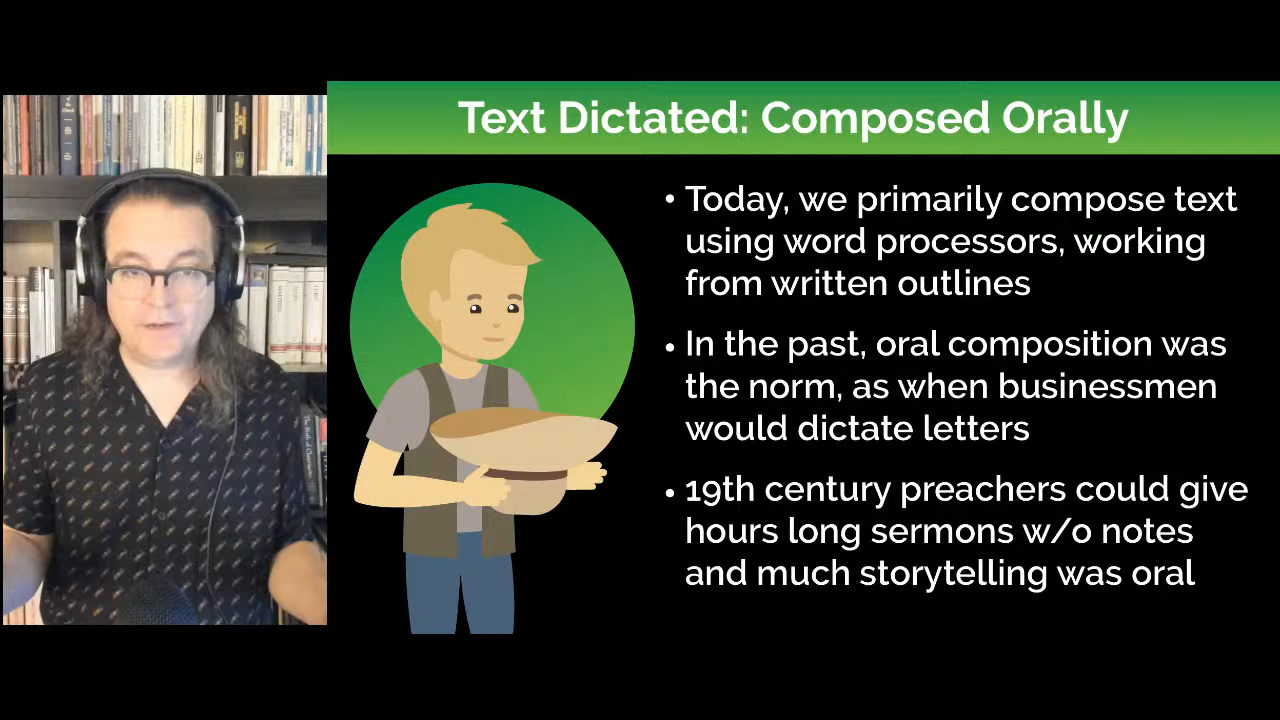 Text Dictated: Composed Orally
• Today, we primarily compose text
using word processors, working
from written outlines
• In the past, oral composition was
the norm, as when businessmen
would dictate letters
• 19th century preachers could give
hours long sermons w/o notes
and much storytelling was oral